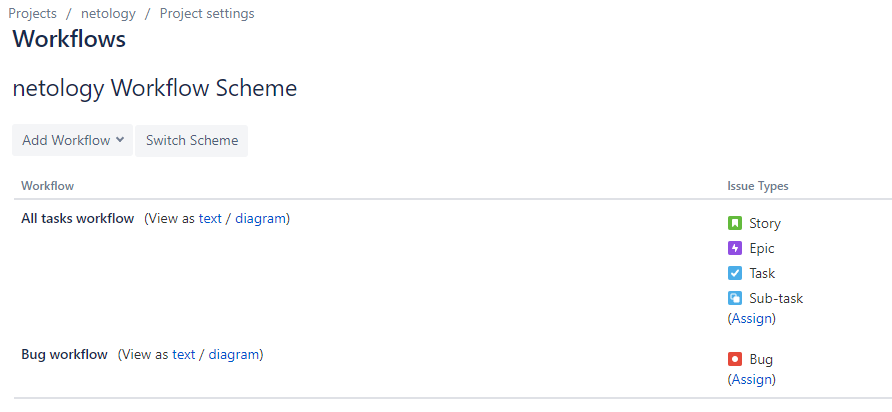 Projects / netology / Project settings
Workflows
netology Workflow Scheme
Add Workflow Switch Scheme
Workflow Issue Types
All tasks workflow (View as text / diagram)
Story
Epic
Task
Sub-task
(Assign)
Bug workflow (View as text / diagram)
Bug
(Assign)